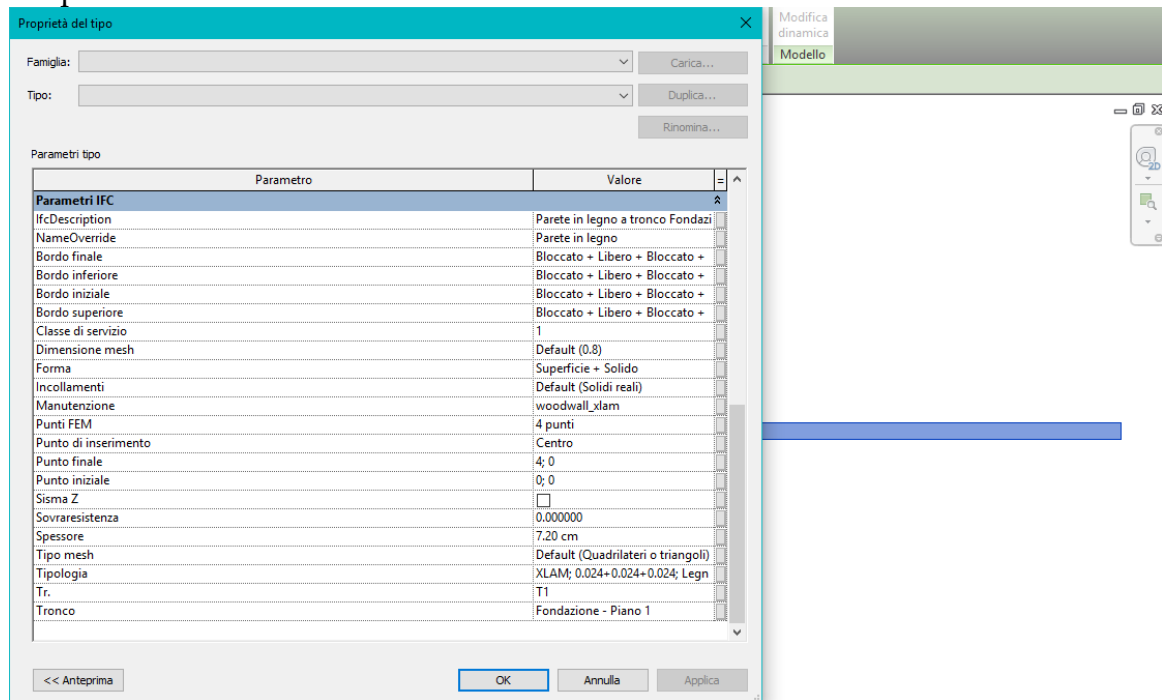 Proprietà del tipo
Modifica
dinamica
Modello
Famiglia:
Carica...
Tipo:
Duplica...
Rinomina...
Parametri tipo
Parametro Valore =
Parametri IFC
IfcDescription Parete in legno a tronco Fondazi
NameOverride Parete in legno
Bordo finale Bloccato + Libero + Bloccato +
Bordo inferiore Bloccato + Libero + Bloccato +
Bordo iniziale Bloccato + Libero + Bloccato +
Bordo superiore Bloccato + Libero + Bloccato +
Classe di servizio 1
Dimensione mesh Default (0.8)
Forma Superficie + Solido
Incollamenti Default (Solidi reali)
Manutenzione woodwall_xlam
Punti FEM 4 punti
Punto di inserimento Centro
Punto finale 4; 0
Punto iniziale 0; 0
Sisma Z
Sovraresistenza 0.000000
Spessore 7.20 cm
Tipo mesh Default (Quadrilateri o triangoli)
Tipologia XLAM; 0.024+0.024+0.024; Legn
Tr. T1
Tronco Fondazione - Piano 1
<< Anteprima OK Annulla Applica
2D